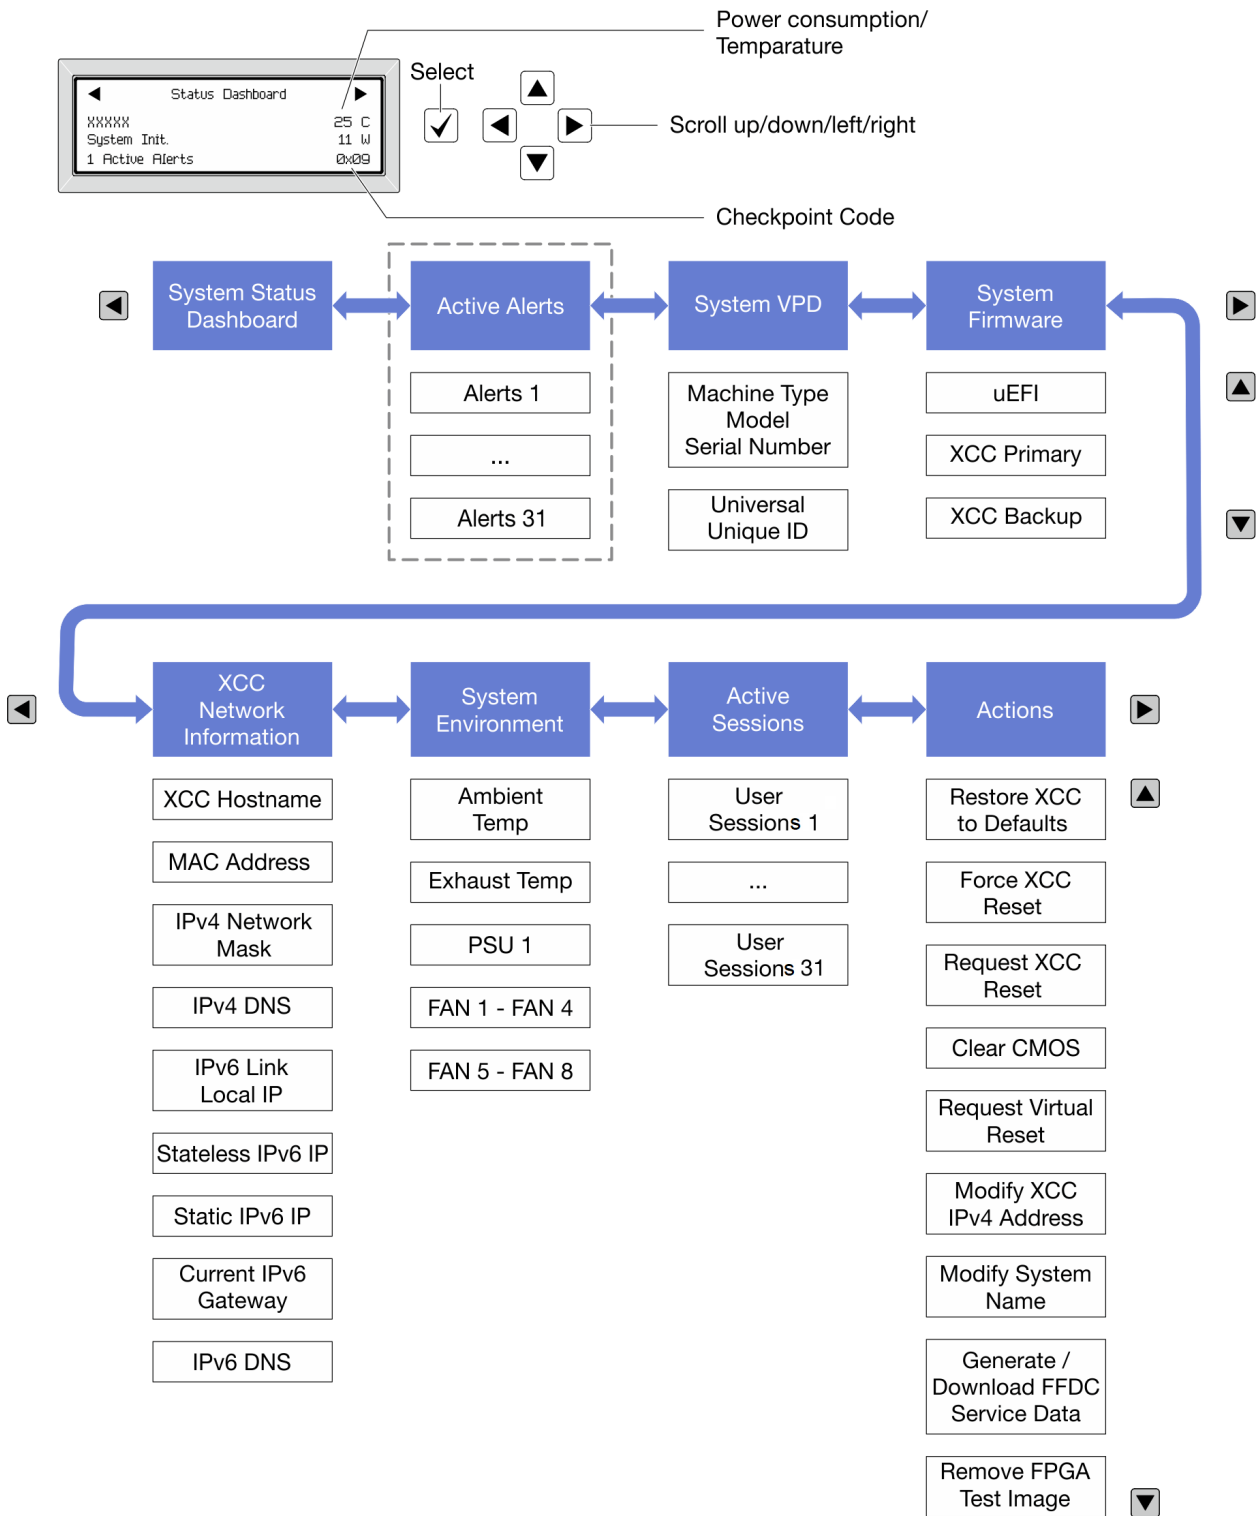 Power consumption/
Temparature
Select
Status Dashboard
XXXXX 25 C
System Init. 11 W
1 Active Alerts 0x09
Scroll up/down/left/right
Checkpoint Code
System Status
Dashboard
Active Alerts
System VPD
System
Firmware
Alerts 1
...
Alerts 31
Machine Type
Model
Serial Number
Universal
Unique ID
uEFI
XCC Primary
XCC Backup
XCC
Network
Information
System
Environment
Active
Sessions
Actions
XCC Hostname
MAC Address
IPv4 Network
Mask
IPv4 DNS
IPv6 Link
Local IP
Stateless IPv6 IP
Static IPv6 IP
Current IPv6
Gateway
IPv6 DNS
Ambient
Temp
Exhaust Temp
PSU 1
FAN 1 - FAN 4
FAN 5 - FAN 8
User
Sessions 1
...
User
Sessions 31
Restore XCC
to Defaults
Force XCC
Reset
Request XCC
Reset
Clear CMOS
Request Virtual
Reset
Modify XCC
IPv4 Address
Modify System
Name
Generate /
Download FFDC
Service Data
Remove FPGA
Test Image